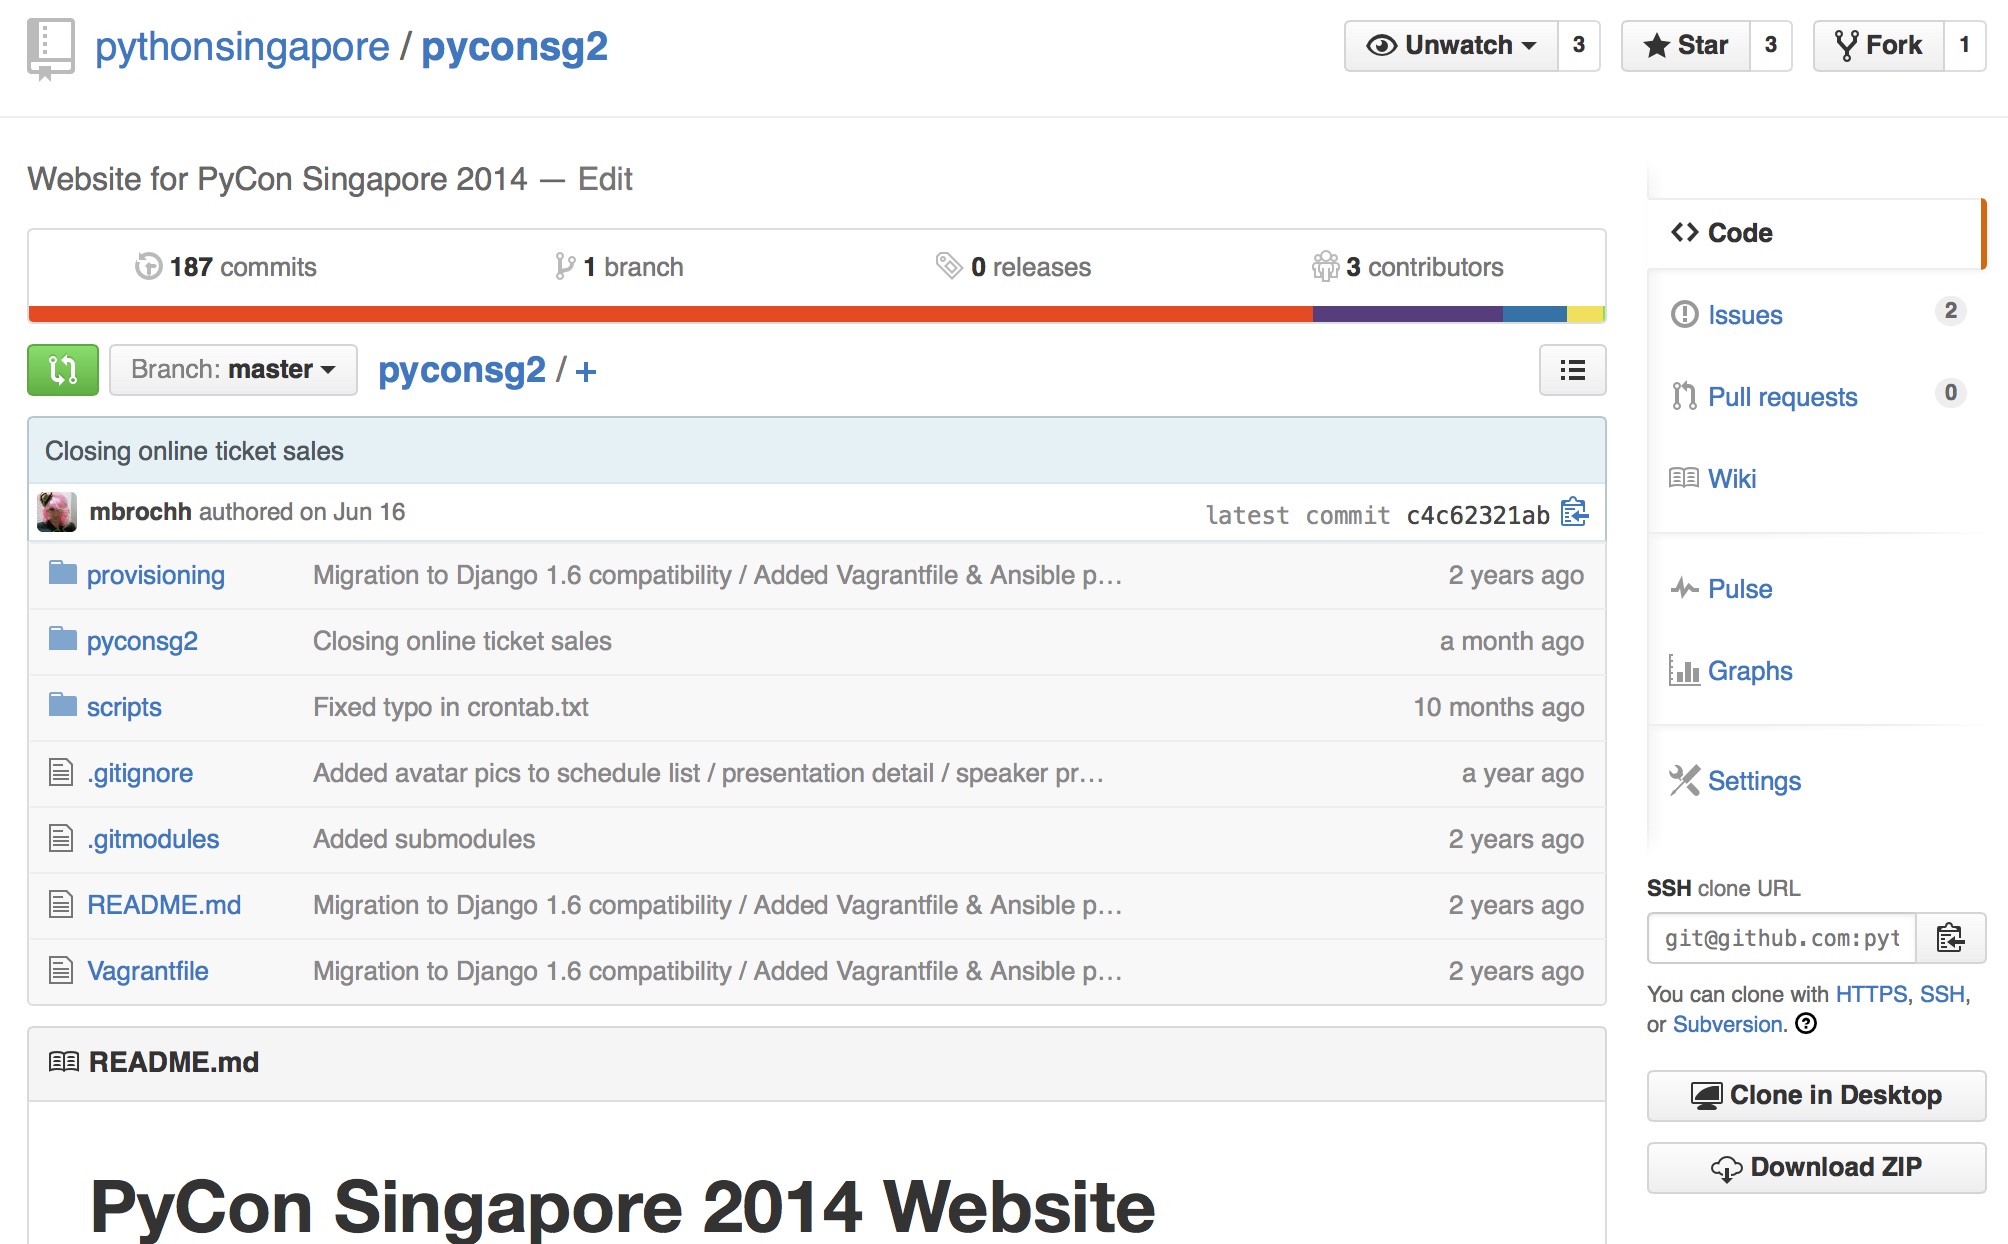 pythonsingapore / pyconsg2
Unwatch 3 Star 3 Fork 1
Website for PyCon Singapore 2014 — Edit
187 commits 1 branch 0 releases 3 contributors
Branch: master pyconsg2 / +
Closing online ticket sales
mbrochh authored on Jun 16 latest commit c4c62321ab
provisioning Migration to Django 1.6 compatibility / Added Vagrantfile & Ansible p… 2 years ago
pyconsg2 Closing online ticket sales a month ago
scripts Fixed typo in crontab.txt 10 months ago
.gitignore Added avatar pics to schedule list / presentation detail / speaker pr… a year ago
.gitmodules Added submodules 2 years ago
README.md Migration to Django 1.6 compatibility / Added Vagrantfile & Ansible p… 2 years ago
Vagrantfile Migration to Django 1.6 compatibility / Added Vagrantfile & Ansible p… 2 years ago
README.md
PyCon Singapore 2014 Website
Code
Issues 2
Pull requests 0
Wiki
Pulse
Graphs
Settings
SSH clone URL
git@github.com:pyt
You can clone with HTTPS, SSH,
or Subversion.
Clone in Desktop
Download ZIP